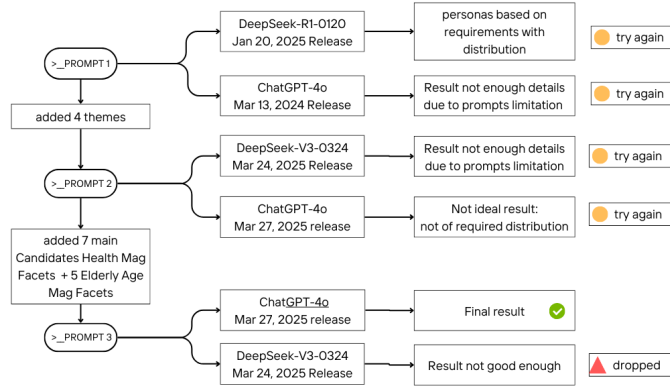 DeepSeek-R1-0120
Jan 20, 2025 Release
personas based on
requirements with
distribution
try again
>_PROMPT 1
ChatGPT-4o
Mar 13, 2024 Release
Result not enough details
due to prompts limitation
try again
added 4 themes
DeepSeek-V3-0324
Mar 24, 2025 Release
Result not enough details
due to prompts limitation
try again
>_PROMPT 2
ChatGPT-4o
Mar 27, 2025 release
Not ideal result:
not of required distribution
try again
added 7 main
Candidates Health Mag
Facets + 5 Elderly Age
Mag Facets
ChatGPT-4o
Mar 27, 2025 release
Final result
>_PROMPT 3
DeepSeek-V3-0324
Mar 24, 2025 Release
Result not good enough
dropped